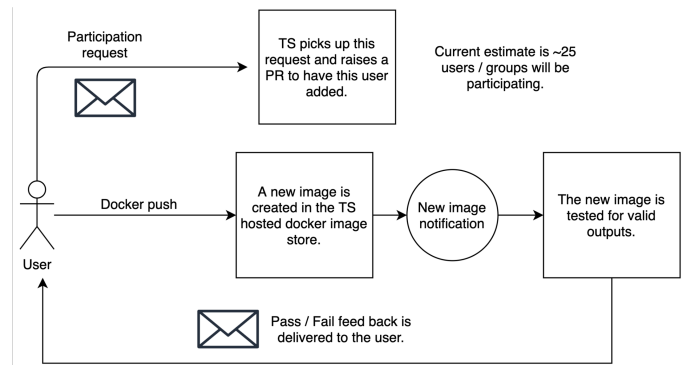 Participation
request
TS picks up this
request and raises a
PR to have this user
added.
Current estimate is ~25
users / groups will be
participating.
User
Docker push
A new image is
created in the TS
hosted docker image
store.
New image
notification
The new image is
tested for valid
outputs.
Pass / Fail feed back is
delivered to the user.